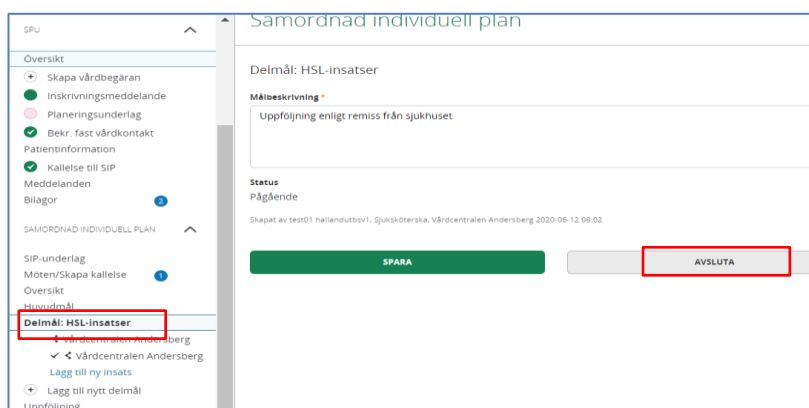 SPU
Översikt
Skapa vårdbegäran
Inskrivningsmeddelande
Planeringsunderlag
Bekr. fast vårdkontakt
Patientinformation
Kallelse till SIP
Meddelanden
Bilagor 2
SAMORDNAD INDIVIDUELL PLAN
SIP-underlag
Möten/Skapa kallelse 1
Översikt
Huvudmål
Delmål: HSL-insatser
Vårdcentralen Andersberg
Vårdcentralen Andersberg
Lägg till ny insats
Lägg till nytt delmål
Uppföljning
Samordnad individuell plan
Delmål: HSL-insatser
Målbeskrivning *
Uppföljning enligt remiss från sjukhuset
Status
Pågående
Skapat av test01 hallandutbsv1, Sjuksköterska, Vårdcentralen Andersberg 2020-06-12 08:02
SPARA
AVSLUTA